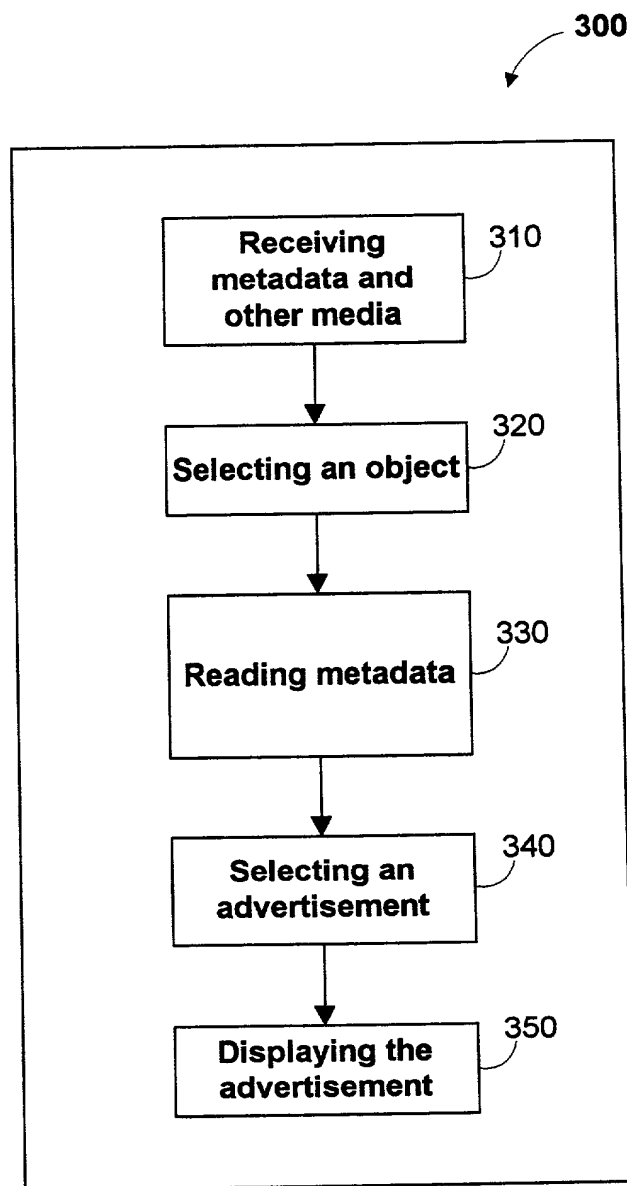 300
Receiving
metadata and
other media
310
Selecting an object
320
Reading metadata
330
Selecting an
advertisement
340
Displaying the
advertisement
350